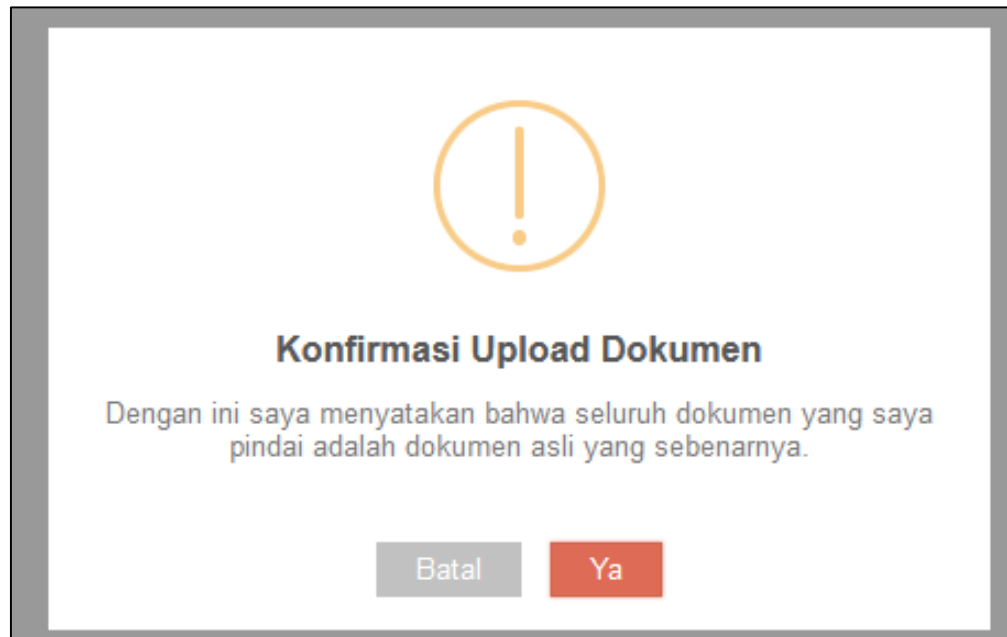 Konfirmasi Upload Dokumen
Dengan ini saya menyatakan bahwa seluruh dokumen yang saya
pindai adalah dokumen asli yang sebenarnya.
Batal
Ya